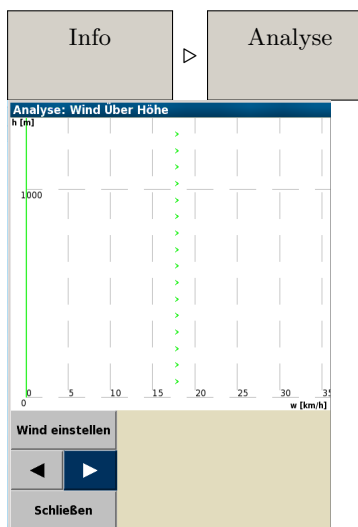 Info ▷ Analyse
Analyse: Wind Über Höhe
h [m]
1000
0 5 10 15 20 25 30 35
0
w [km/h]
Wind einstellen
◀ ▶
Schließen